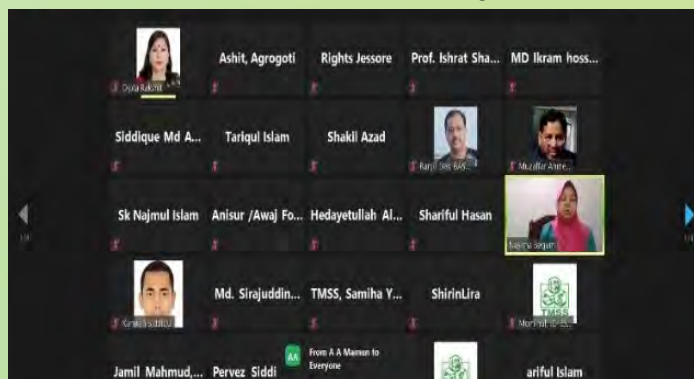 Ashit, Agrogoti
Rights Jessore
Prof. Ishrat Sha...
MD Ikram hoss...
Siddique Md A...
Tariqul Islam
Shakil Azad
Sk Najmul Islam
Anisur /Awaj Fo...
Hedayetullah Al...
Shariful Hasan
Nasima Begum
Md. Sirajuddin...
TMSS, Samiha Y...
ShirinLira
TMSS
Jamil Mahmud,...
Pervez Siddi
AA
From A A Mamun to
Everyone
ariful Islam